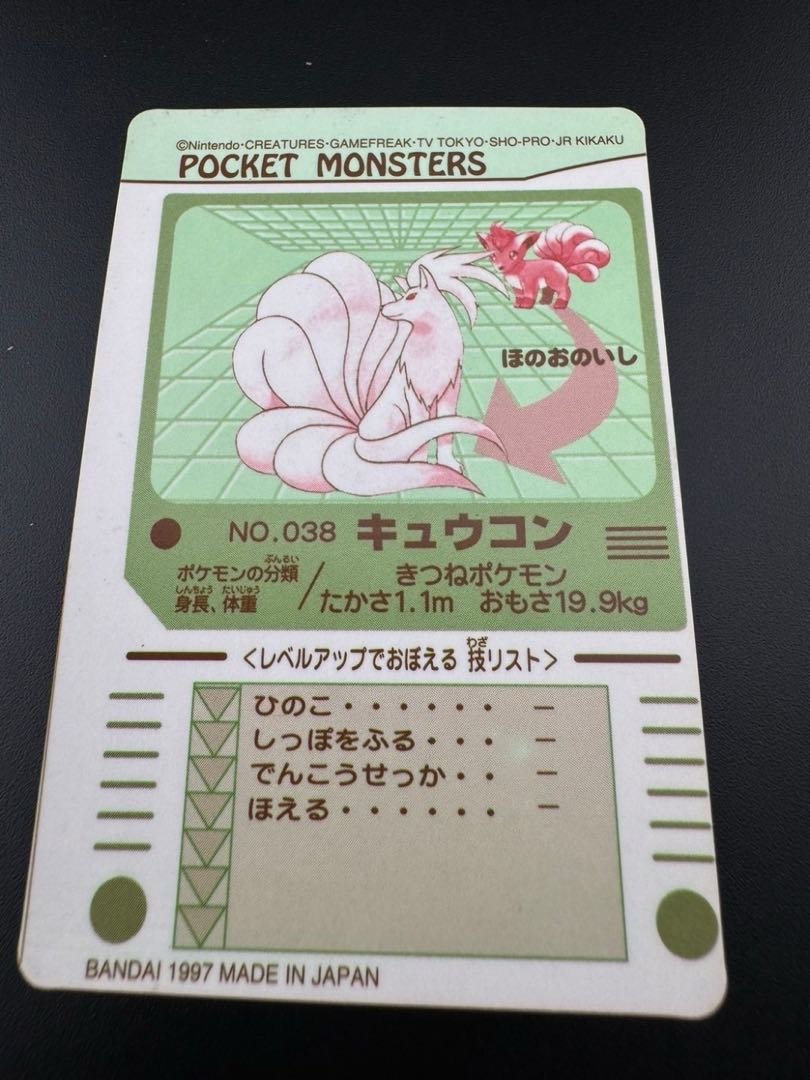 ©Nintendo·CREATURES·GAMEFREAK·TV TOKYO·SHO-PRO·JR KIKAKU
POCKET MONSTERS
ほのおのいし
NO.038 キュウコン
ぶんるい
ポケモンの分類 きつねポケモン
しんちょう たいじゅう
身長、体重 / たかさ1.1m おもさ19.9kg
わざ
<レベルアップでおぼえる 技リスト>
ひのこ・・・・・・ー
しっぽをふる・・・ー
でんこうせっか・・ー
ほえる・・・・・・ー
BANDAI 1997 MADE IN JAPAN